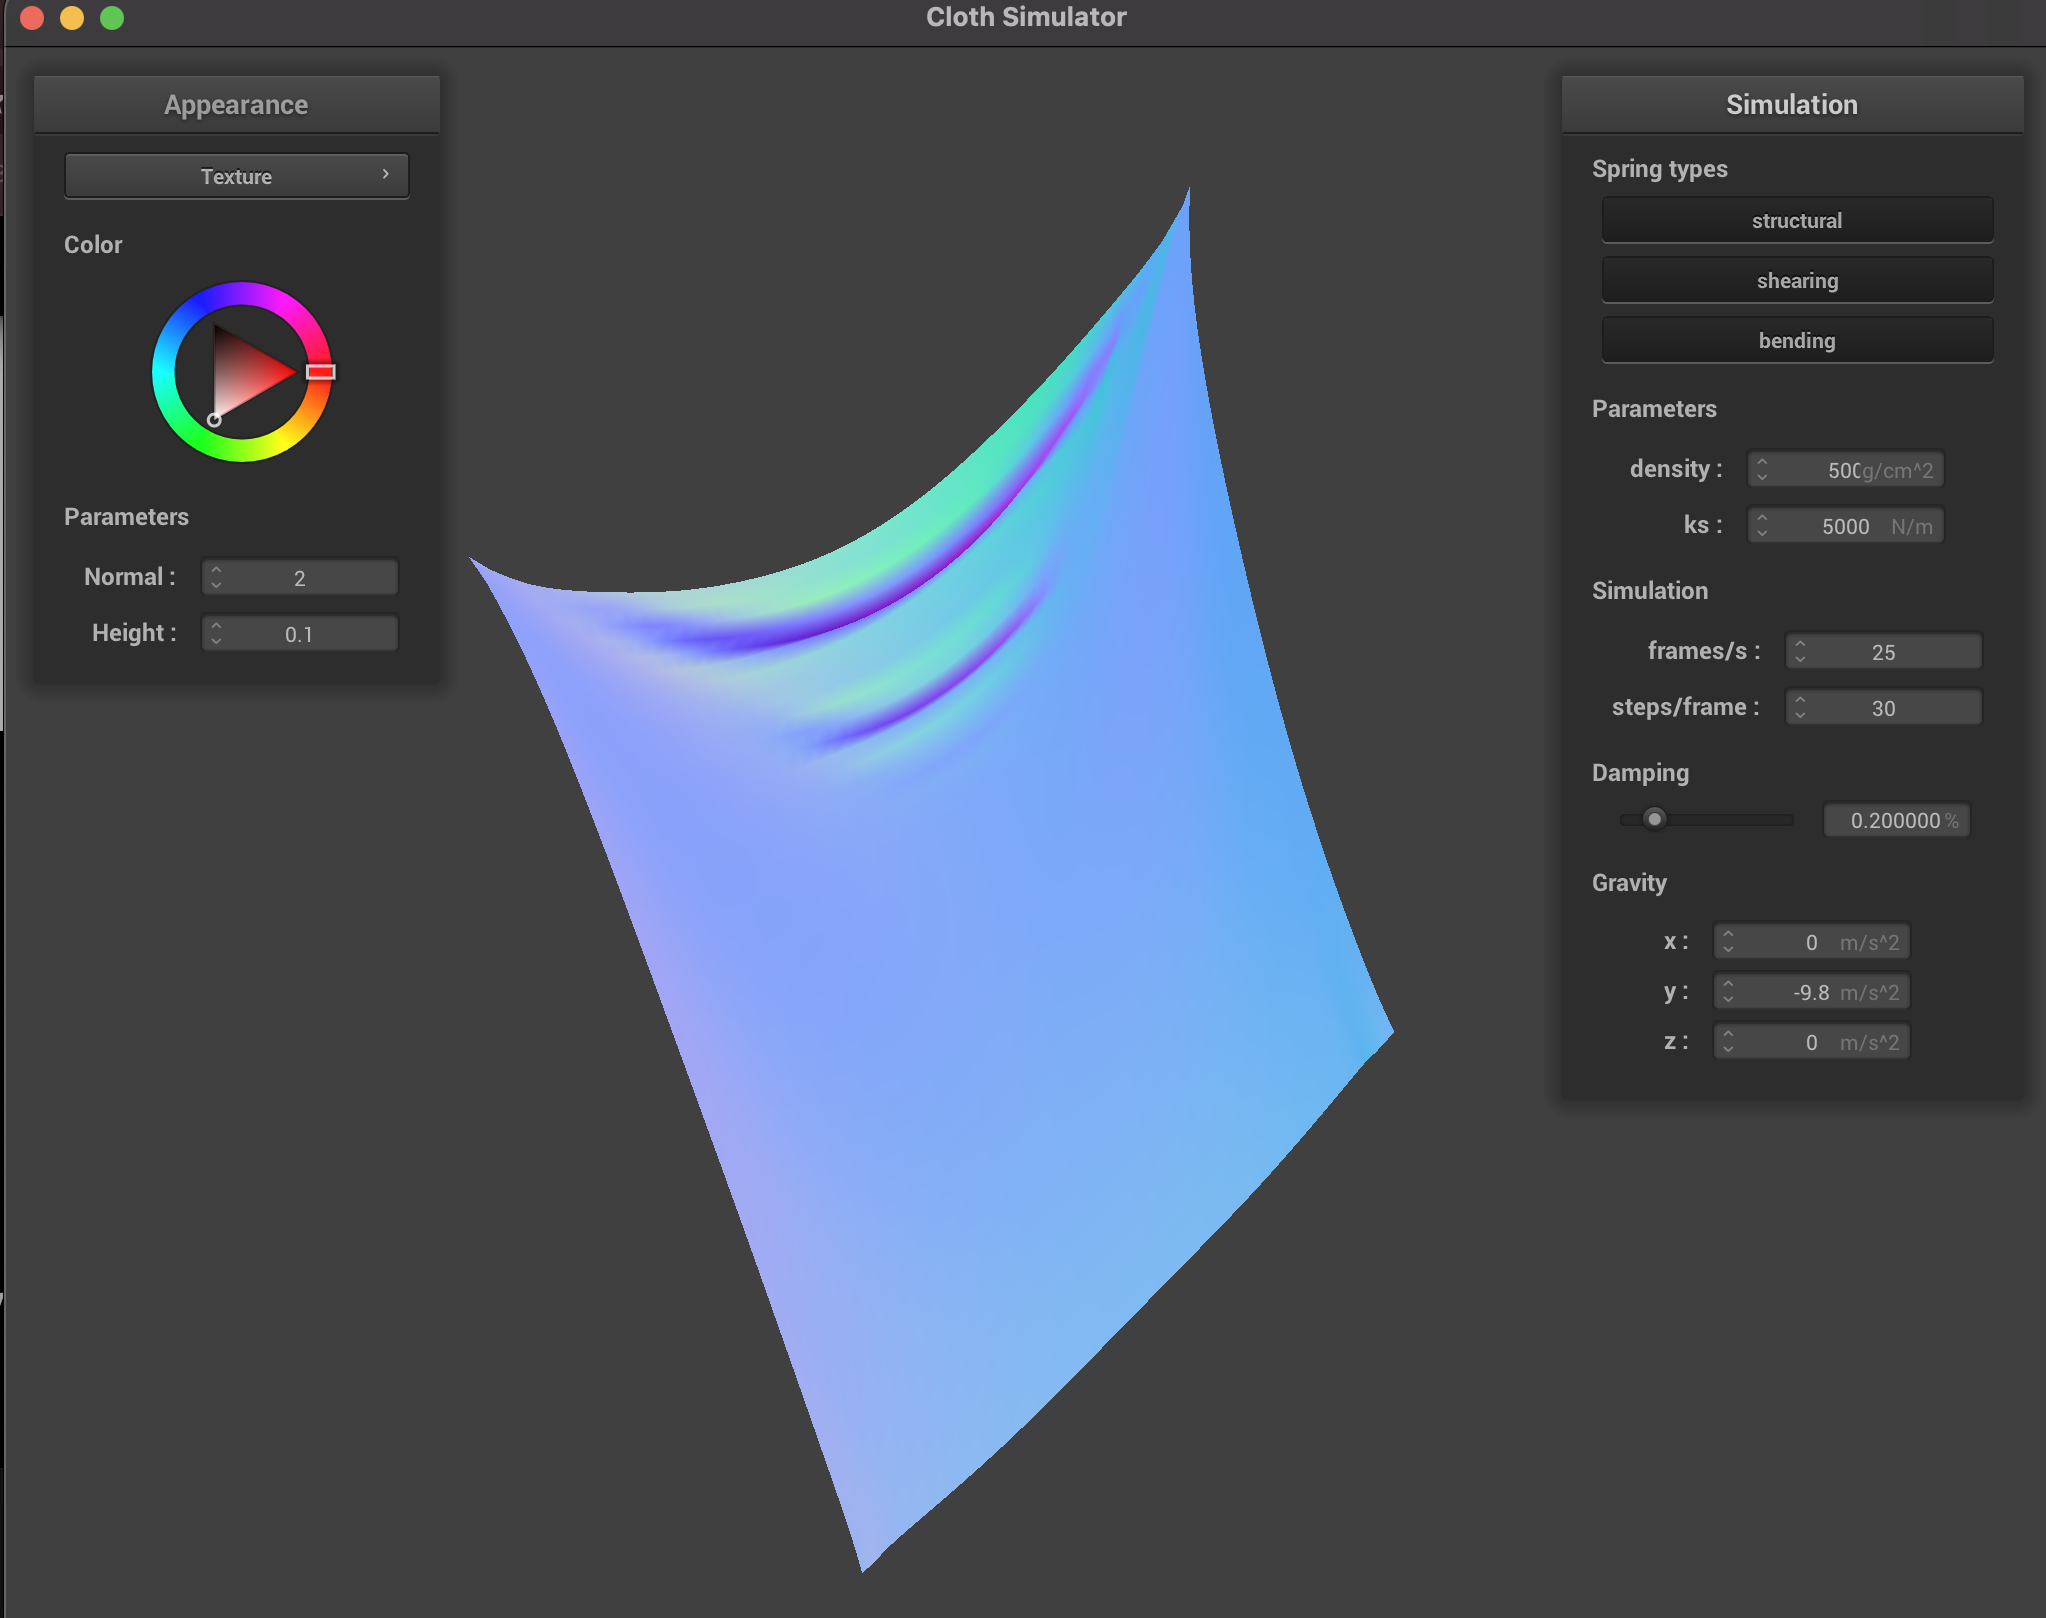 Cloth Simulator
Appearance
Texture
Color
Parameters
Normal : 2
Height : 0.1
Simulation
Spring types
structural
shearing
bending
Parameters
density : 500 g/cm^2
ks : 5000 N/m
Simulation
frames/s : 25
steps/frame : 30
Damping
0.200000 %
Gravity
x : 0 m/s^2
y : -9.8 m/s^2
z : 0 m/s^2